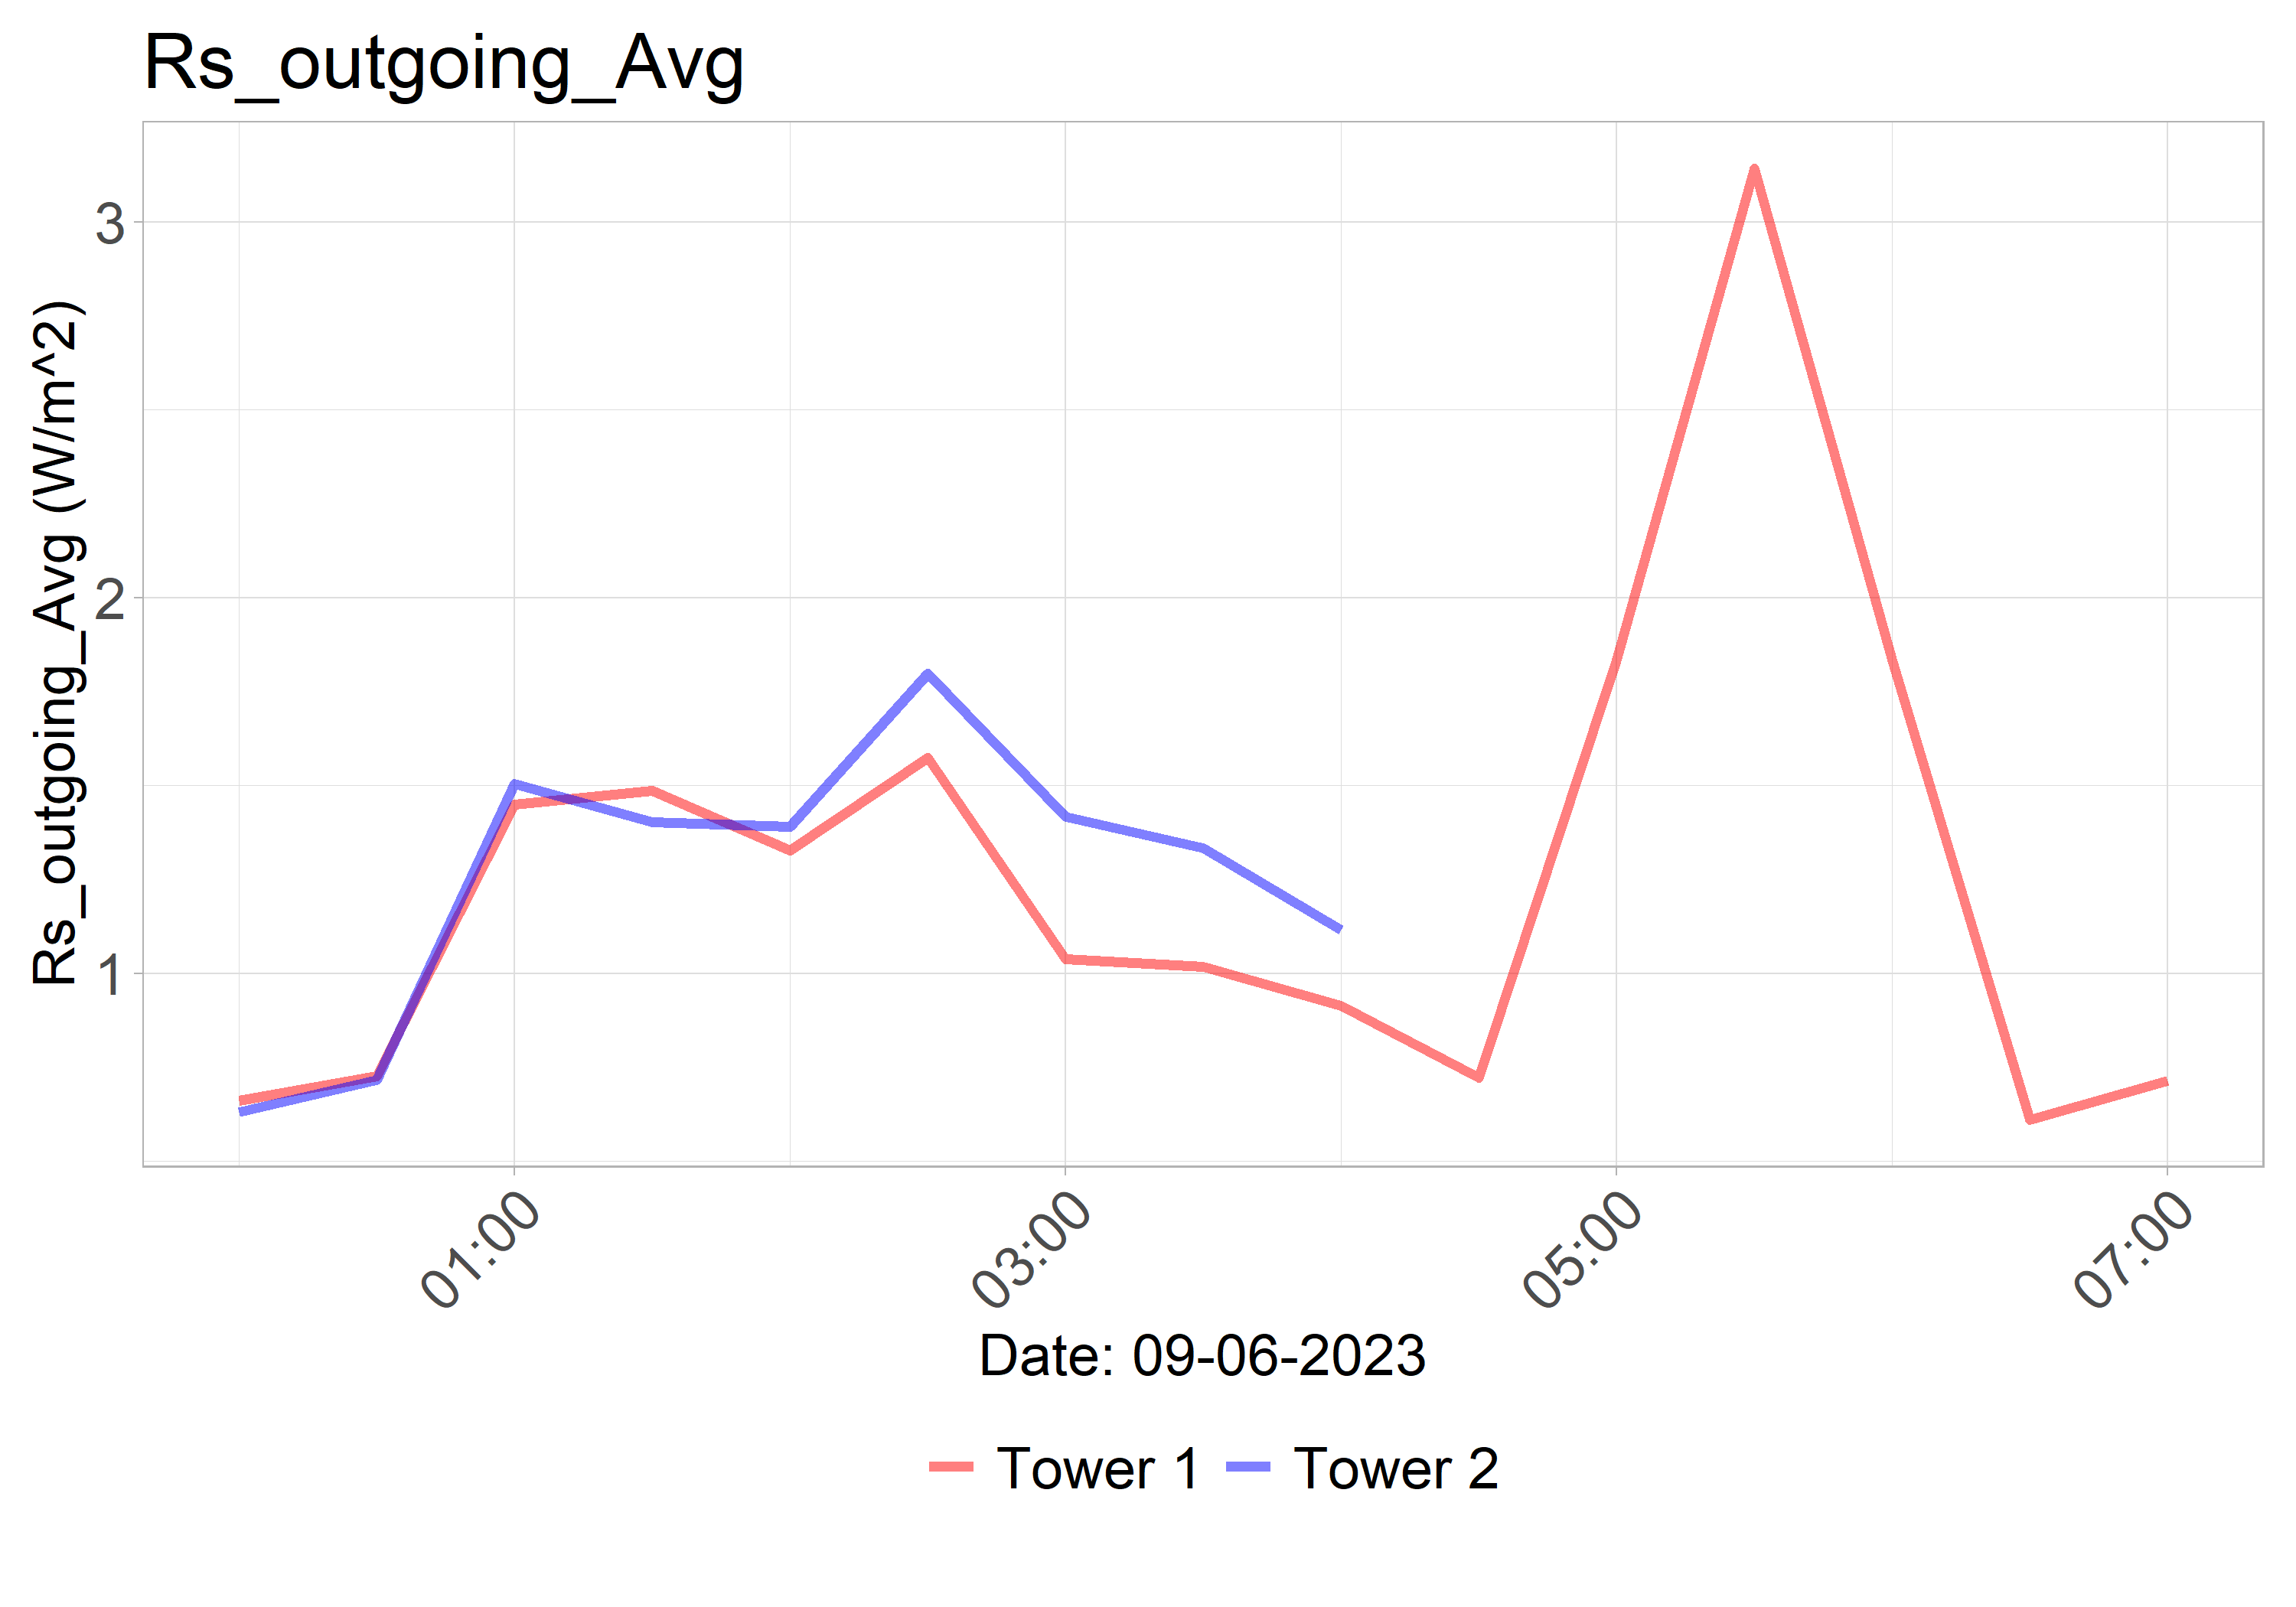 Rs_outgoing_Avg
Rs_outgoing_Avg (W/m^2)
3
2
1
01:00
03:00
05:00
07:00
Date: 09-06-2023
Tower 1
Tower 2